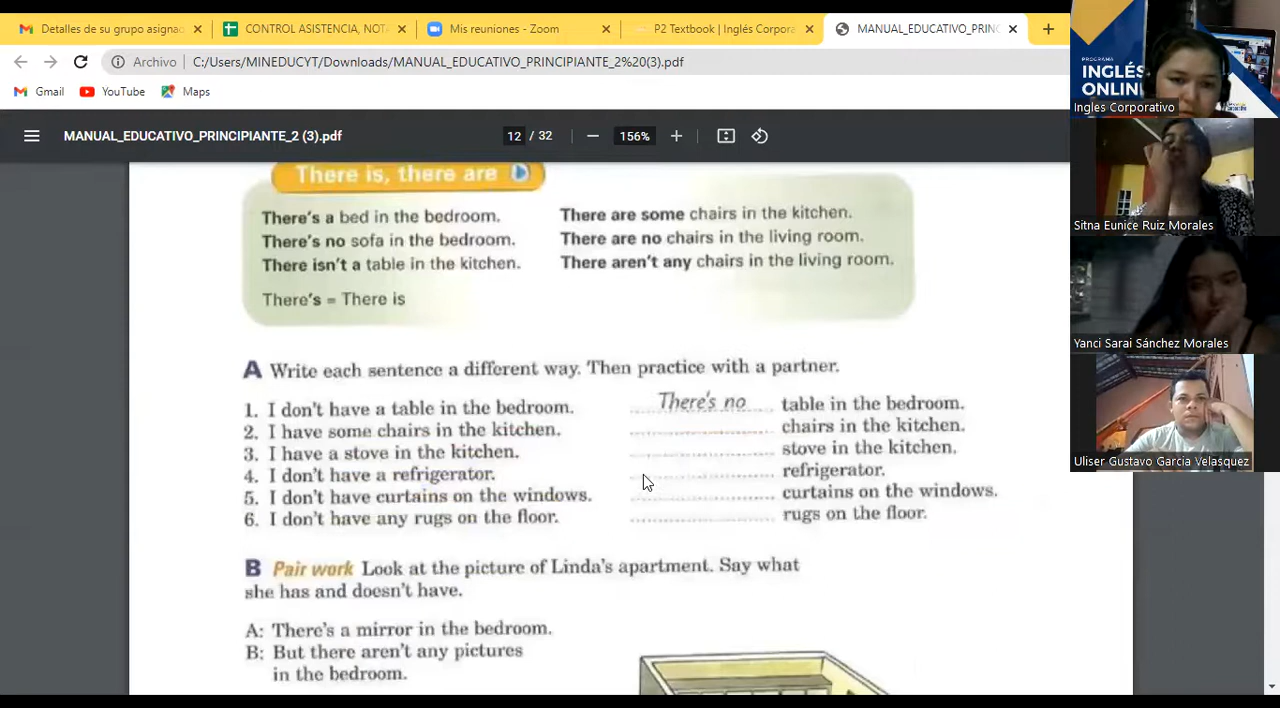 Detalles de su grupo asignac
CONTROL ASISTENCIA, NOT
Mis reuniones - Zoom
P2 Textbook | Inglés Corpora
MANUAL_EDUCATIVO_PRINC
Archivo
C:/Users/MINEDUCYT/Downloads/MANUAL_EDUCATIVO_PRINCIPIANTE_2%20(3).pdf
Gmail
YouTube
Maps
MANUAL_EDUCATIVO_PRINCIPIANTE_2 (3).pdf
12 / 32
156%
There is, there are
There's a bed in the bedroom.
There's no sofa in the bedroom.
There isn't a table in the kitchen.
There's = There is
There are some chairs in the kitchen.
There are no chairs in the living room.
There aren't any chairs in the living room.
A Write each sentence a different way. Then practice with a partner.
1. I don't have a table in the bedroom. There's no table in the bedroom.
2. I have some chairs in the kitchen. chairs in the kitchen.
3. I have a stove in the kitchen. stove in the kitchen.
4. I don't have a refrigerator. refrigerator.
5. I don't have curtains on the windows. curtains on the windows.
6. I don't have any rugs on the floor. rugs on the floor.
B Pair work Look at the picture of Linda's apartment. Say what
she has and doesn't have.
A: There's a mirror in the bedroom.
B: But there aren't any pictures
in the bedroom.
PROGRAMA
INGLÉS
ONLINE
Ingles Corporativo
Sitna Eunice Ruiz Morales
Yanci Sarai Sánchez Morales
Uliser Gustavo Garcia Velasquez